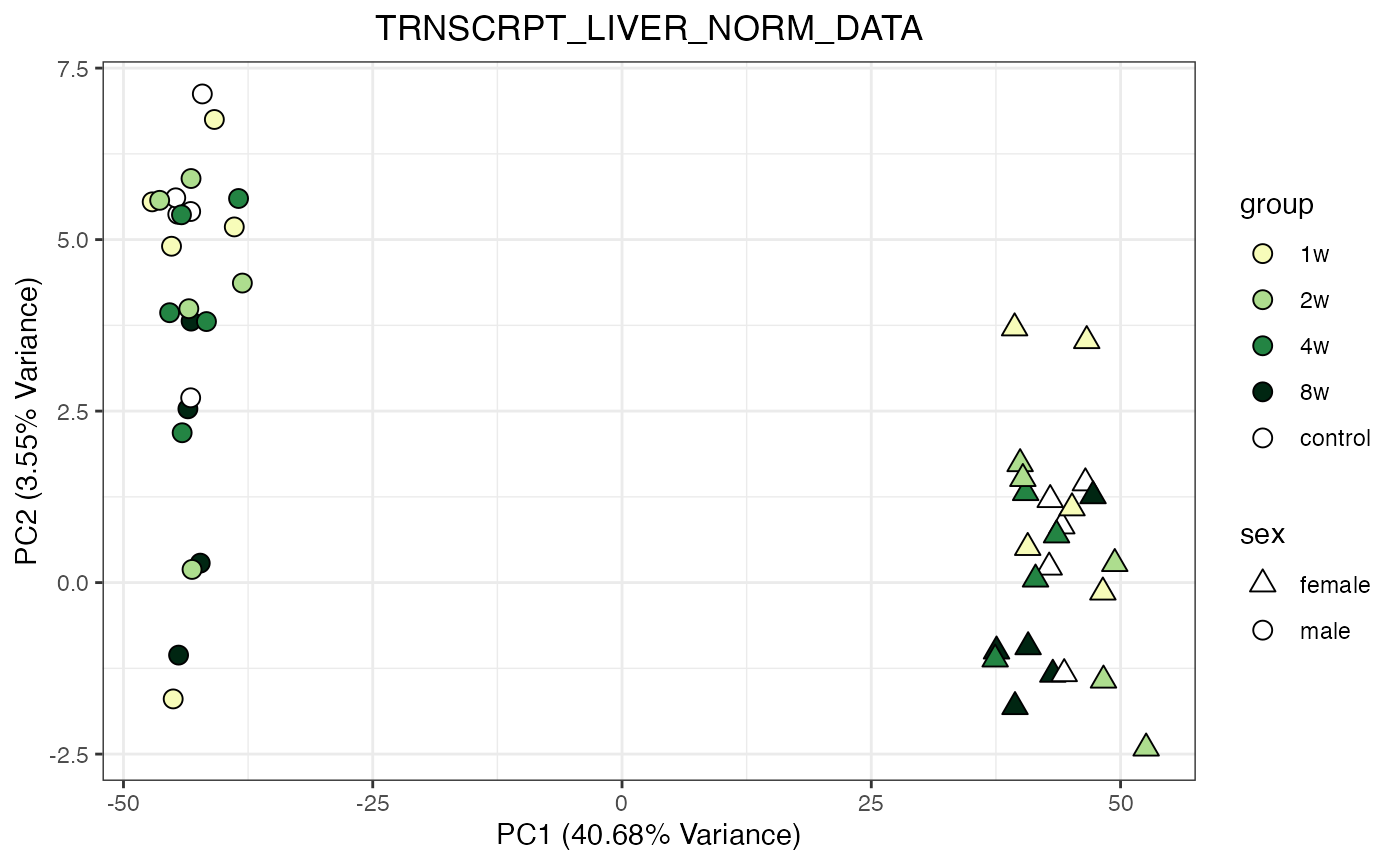 TRNSCRPT_LIVER_NORM_DATA
7.5
5.0
2.5
0.0
-2.5
PC2 (3.55% Variance)
-50
-25
0
25
50
PC1 (40.68% Variance)
group
1w
2w
4w
8w
control
sex
female
male